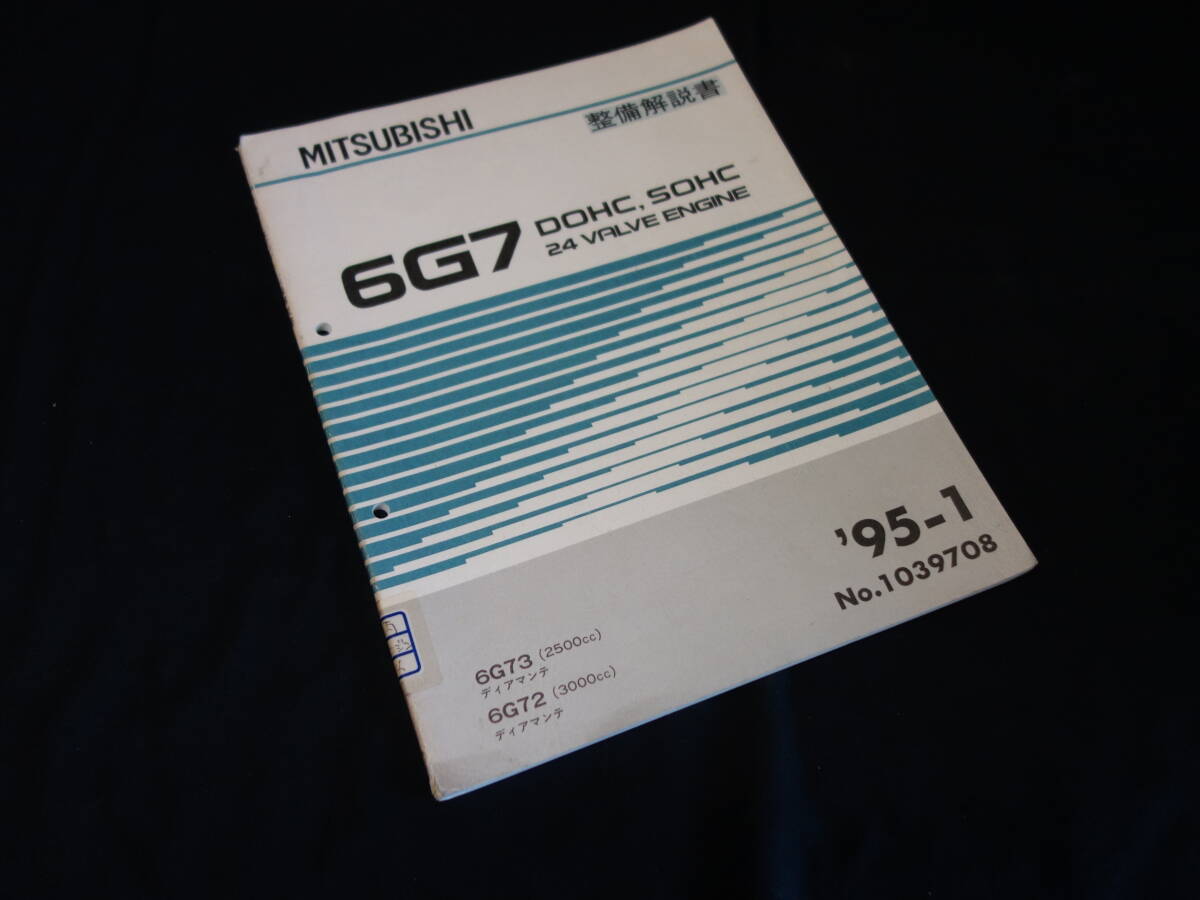 MITSUBISHI
整備解説書
6G7 DOHC, SOHC
24 VALVE ENGINE
'95-1
No.1039708
6G73 (2500cc)
ディアマンテ
6G72 (3000cc)
ディアマンテ